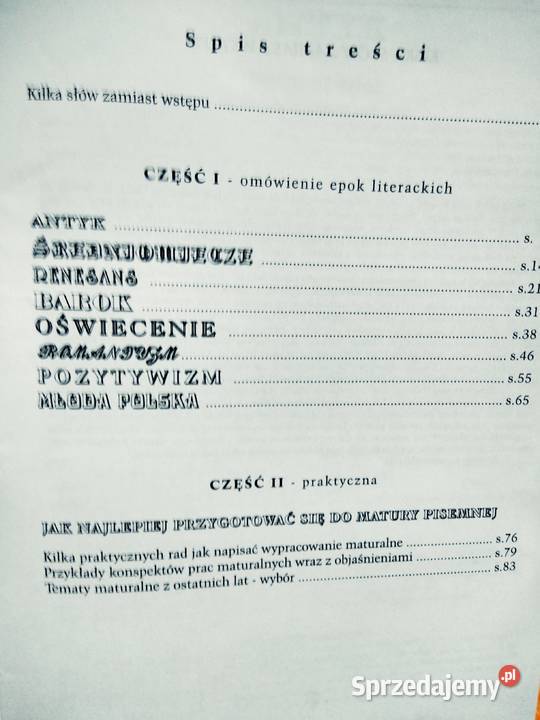 Spis treści
Kilka słów zamiast wstępu
CZĘŚĆ I - omówienie epok literackich
ANTYK s.
ŚREDNIOWIECZE s.14
RENESANS s.21
BAROK s.31
OŚWIECENIE s.38
ROMANTYZM s.46
POZYTYWIZM s.55
MŁODA POLSKA s.65
CZĘŚĆ II - praktyczna
JAK NAJLEPIEJ PRZYGOTOWAĆ SIĘ DO MATURY PISEMNEJ
Kilka praktycznych rad jak napisać wypracowanie maturalne s.76
Przykłady konspektów prac maturalnych wraz z objaśnieniami s.79
Tematy maturalne z ostatnich lat - wybór s.83
Sprzedajemy.pl